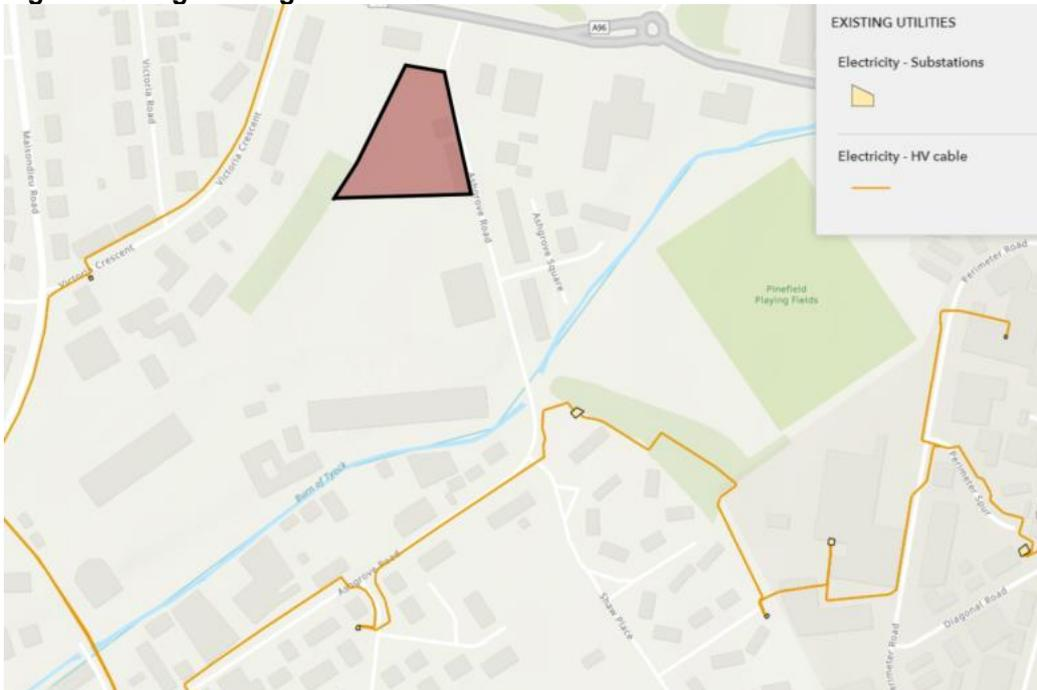 A96
EXISTING UTILITIES
Electricity - Substations
Electricity - HV cable
Victoria Road
Victoria Crescent
Maisondieu Road
Victoria Crescent
Ashgrove Road
Ashgrove Square
Pinefield
Playing Fields
Perimeter Road
Burn of Tyock
Perimeter Spur
Ashgrove Road
Shaw Place
Diagonal Road
Perimeter Road